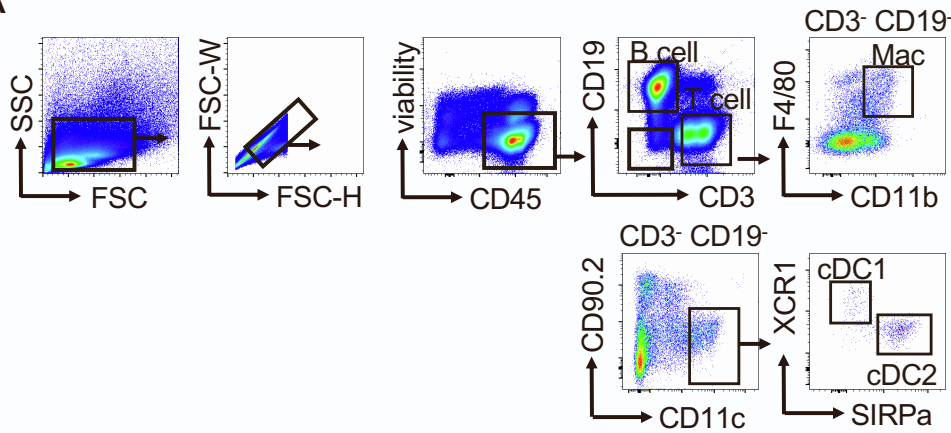 CD3- CD19-
SSC
FSC
FSC-W
FSC-H
viability
CD45
CD19
B cell
T cell
CD3
F4/80
Mac
CD11b
CD3- CD19-
CD90.2
CD11c
XCR1
cDC1
cDC2
SIRPa